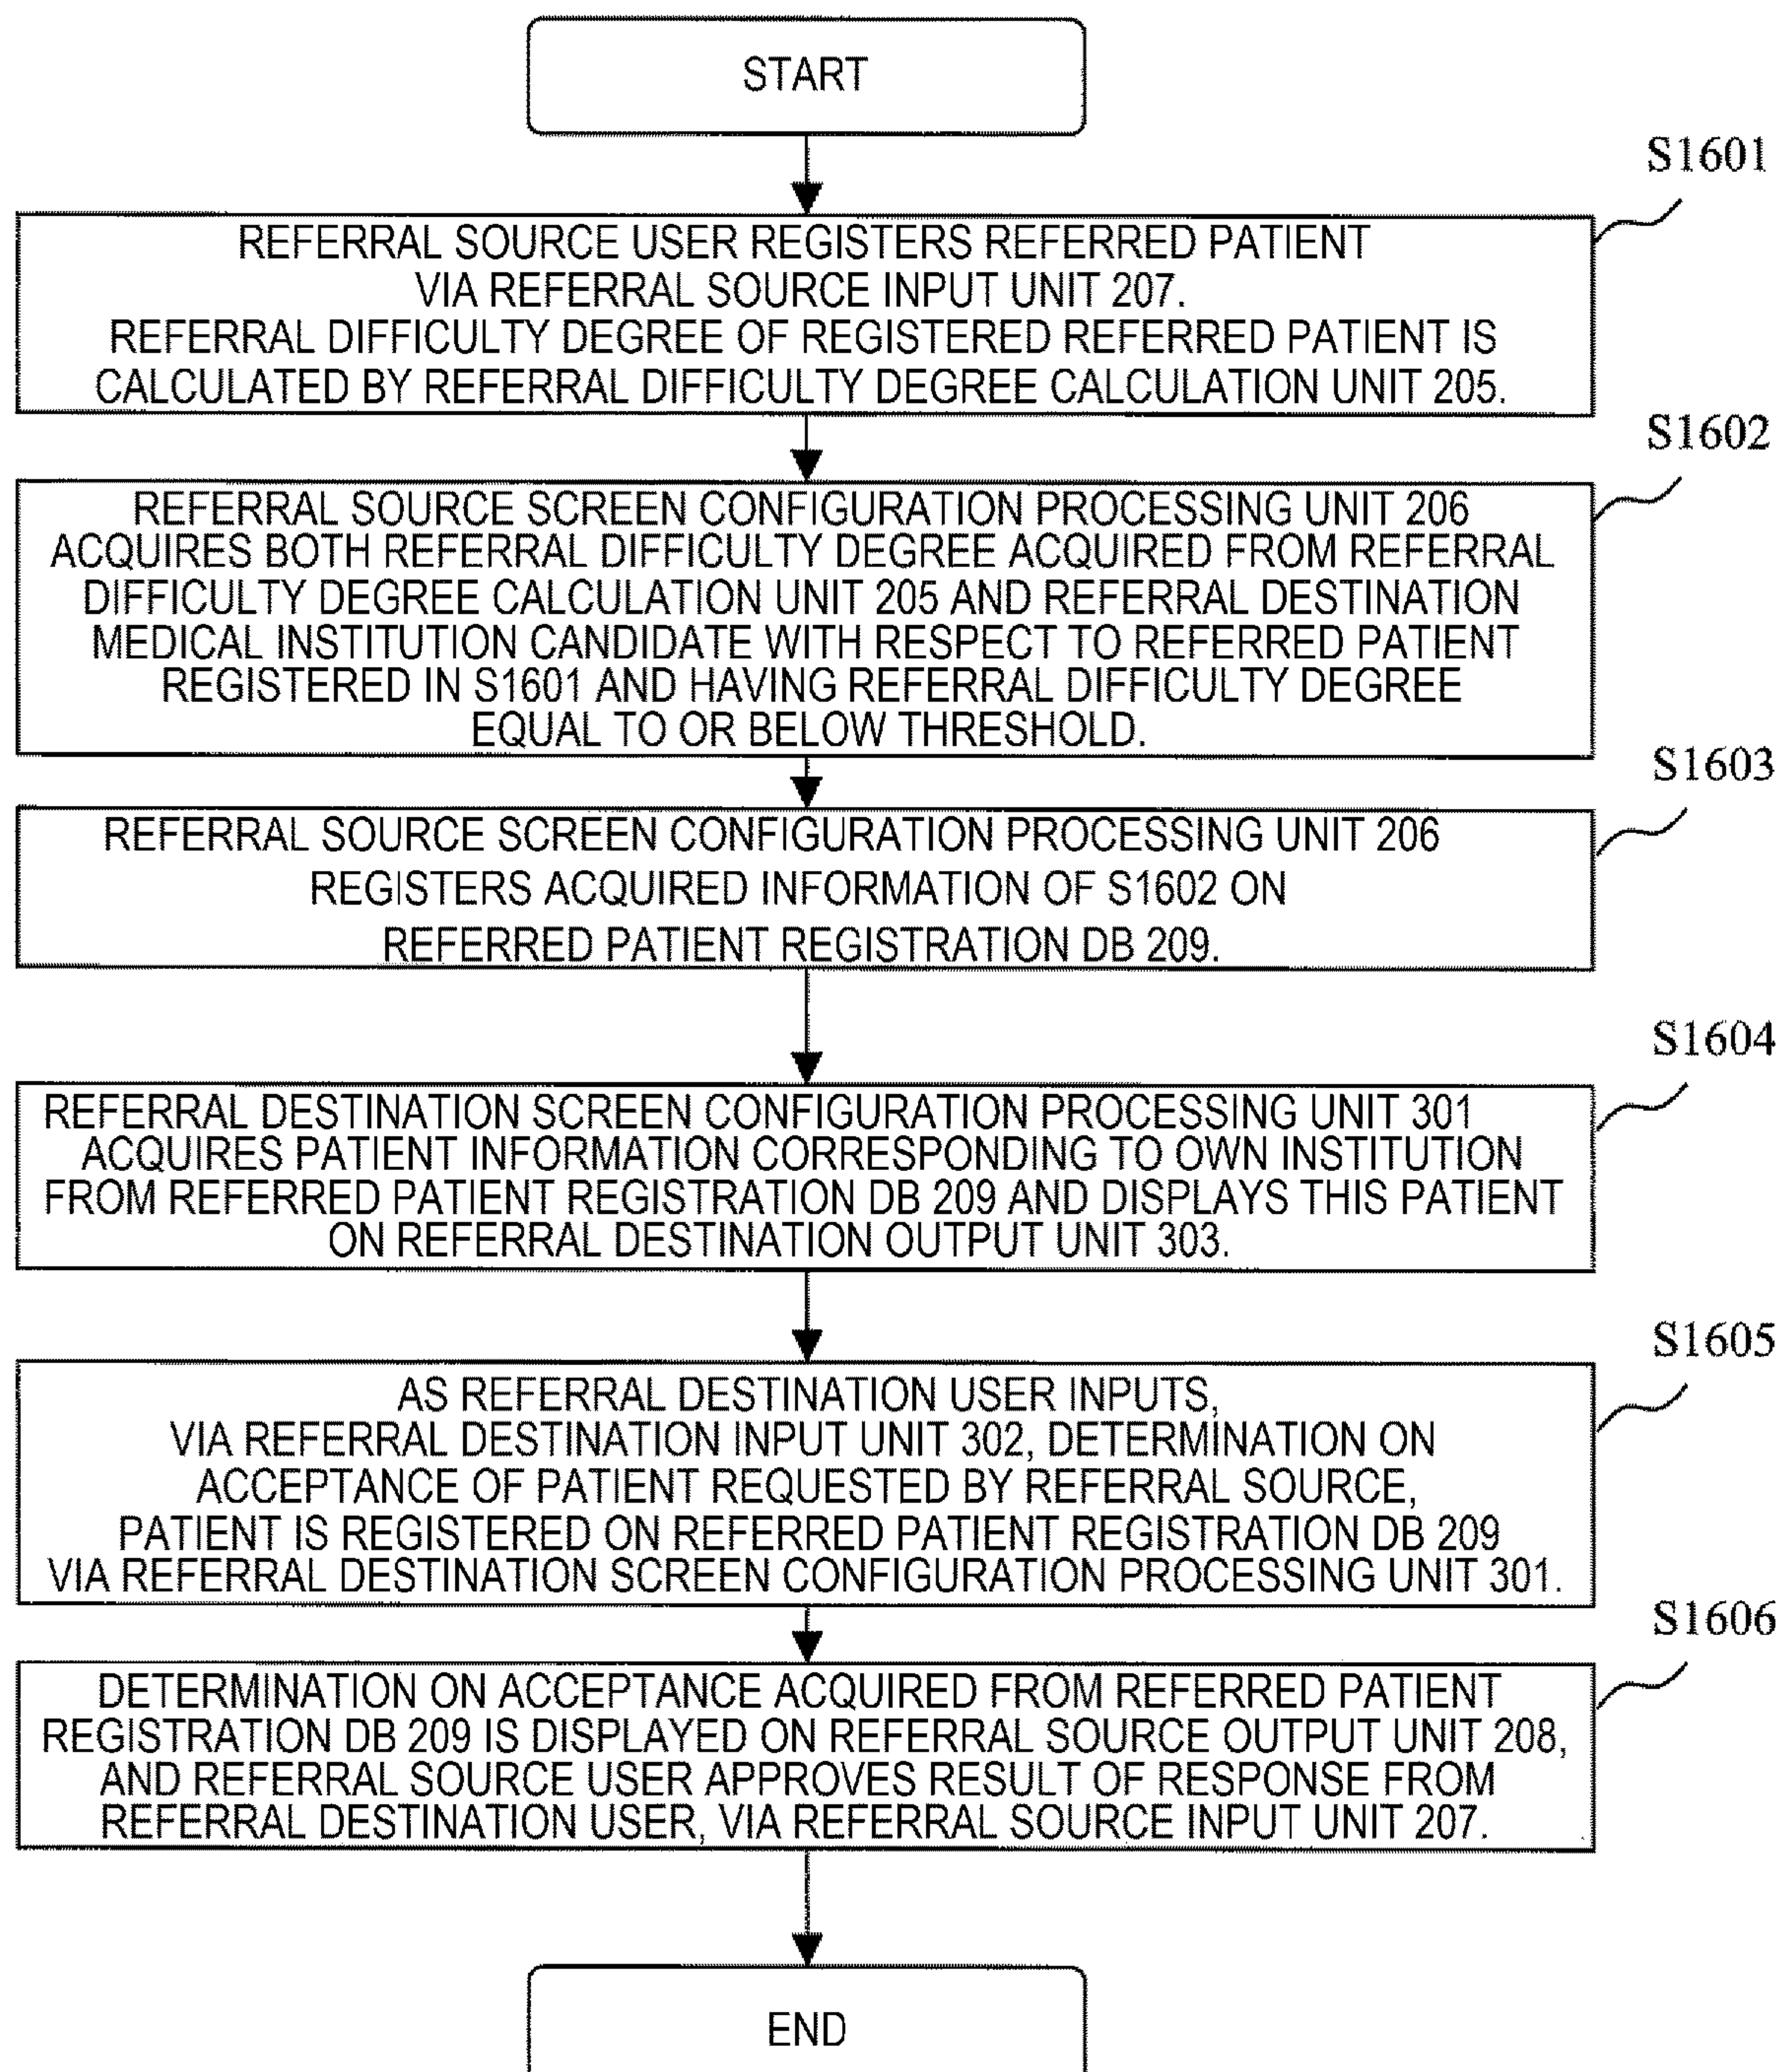 START
S1601
REFERRAL SOURCE USER REGISTERS REFERRED PATIENT
VIA REFERRAL SOURCE INPUT UNIT 207.
REFERRAL DIFFICULTY DEGREE OF REGISTERED REFERRED PATIENT IS
CALCULATED BY REFERRAL DIFFICULTY DEGREE CALCULATION UNIT 205.
S1602
REFERRAL SOURCE SCREEN CONFIGURATION PROCESSING UNIT 206
ACQUIRES BOTH REFERRAL DIFFICULTY DEGREE ACQUIRED FROM REFERRAL
DIFFICULTY DEGREE CALCULATION UNIT 205 AND REFERRAL DESTINATION
MEDICAL INSTITUTION CANDIDATE WITH RESPECT TO REFERRED PATIENT
REGISTERED IN S1601 AND HAVING REFERRAL DIFFICULTY DEGREE
EQUAL TO OR BELOW THRESHOLD.
S1603
REFERRAL SOURCE SCREEN CONFIGURATION PROCESSING UNIT 206
REGISTERS ACQUIRED INFORMATION OF S1602 ON
REFERRED PATIENT REGISTRATION DB 209.
S1604
REFERRAL DESTINATION SCREEN CONFIGURATION PROCESSING UNIT 301
ACQUIRES PATIENT INFORMATION CORRESPONDING TO OWN INSTITUTION
FROM REFERRED PATIENT REGISTRATION DB 209 AND DISPLAYS THIS PATIENT
ON REFERRAL DESTINATION OUTPUT UNIT 303.
S1605
AS REFERRAL DESTINATION USER INPUTS,
VIA REFERRAL DESTINATION INPUT UNIT 302, DETERMINATION ON
ACCEPTANCE OF PATIENT REQUESTED BY REFERRAL SOURCE,
PATIENT IS REGISTERED ON REFERRED PATIENT REGISTRATION DB 209
VIA REFERRAL DESTINATION SCREEN CONFIGURATION PROCESSING UNIT 301.
S1606
DETERMINATION ON ACCEPTANCE ACQUIRED FROM REFERRED PATIENT
REGISTRATION DB 209 IS DISPLAYED ON REFERRAL SOURCE OUTPUT UNIT 208,
AND REFERRAL SOURCE USER APPROVES RESULT OF RESPONSE FROM
REFERRAL DESTINATION USER, VIA REFERRAL SOURCE INPUT UNIT 207.
END